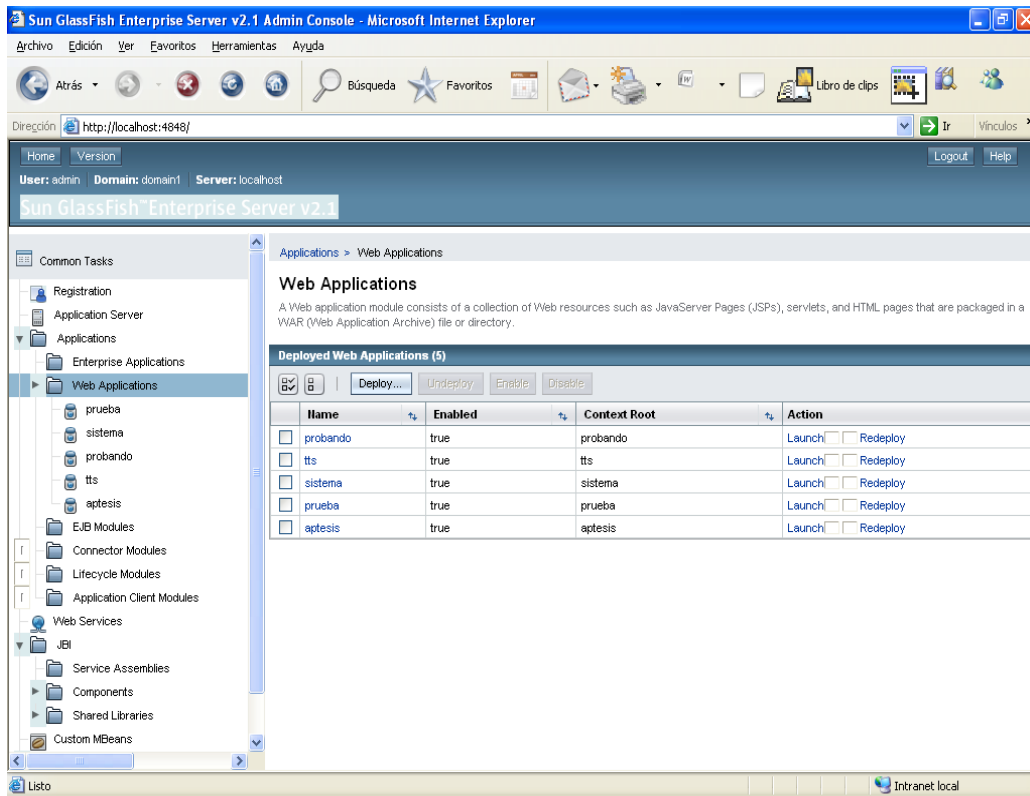 Sun GlassFish Enterprise Server v2.1 Admin Console - Microsoft Internet Explorer
Archivo Edición Ver Favoritos Herramientas Ayuda
Atrás Búsqueda Favoritos Libro de clips
Dirección http://localhost:4848/ Ir Vínculos
Home Version Logout Help
User: admin Domain: domain1 Server: localhost
Sun GlassFish™ Enterprise Server v2.1
Common Tasks
Registration
Application Server
Applications
Enterprise Applications
Web Applications
prueba
sistema
probando
tts
aptesis
EJB Modules
Connector Modules
Lifecycle Modules
Application Client Modules
Web Services
JBI
Service Assemblies
Components
Shared Libraries
Custom MBeans
Applications > Web Applications
Web Applications
A Web application module consists of a collection of Web resources such as JavaServer Pages (JSPs), servlets, and HTML pages that are packaged in a
WAR (Web Application Archive) file or directory.
Deployed Web Applications (5)
Deploy... Undeploy Enable Disable
Name Enabled Context Root Action
probando true probando Launch Redeploy
tts true tts Launch Redeploy
sistema true sistema Launch Redeploy
prueba true prueba Launch Redeploy
aptesis true aptesis Launch Redeploy
Listo Intranet local